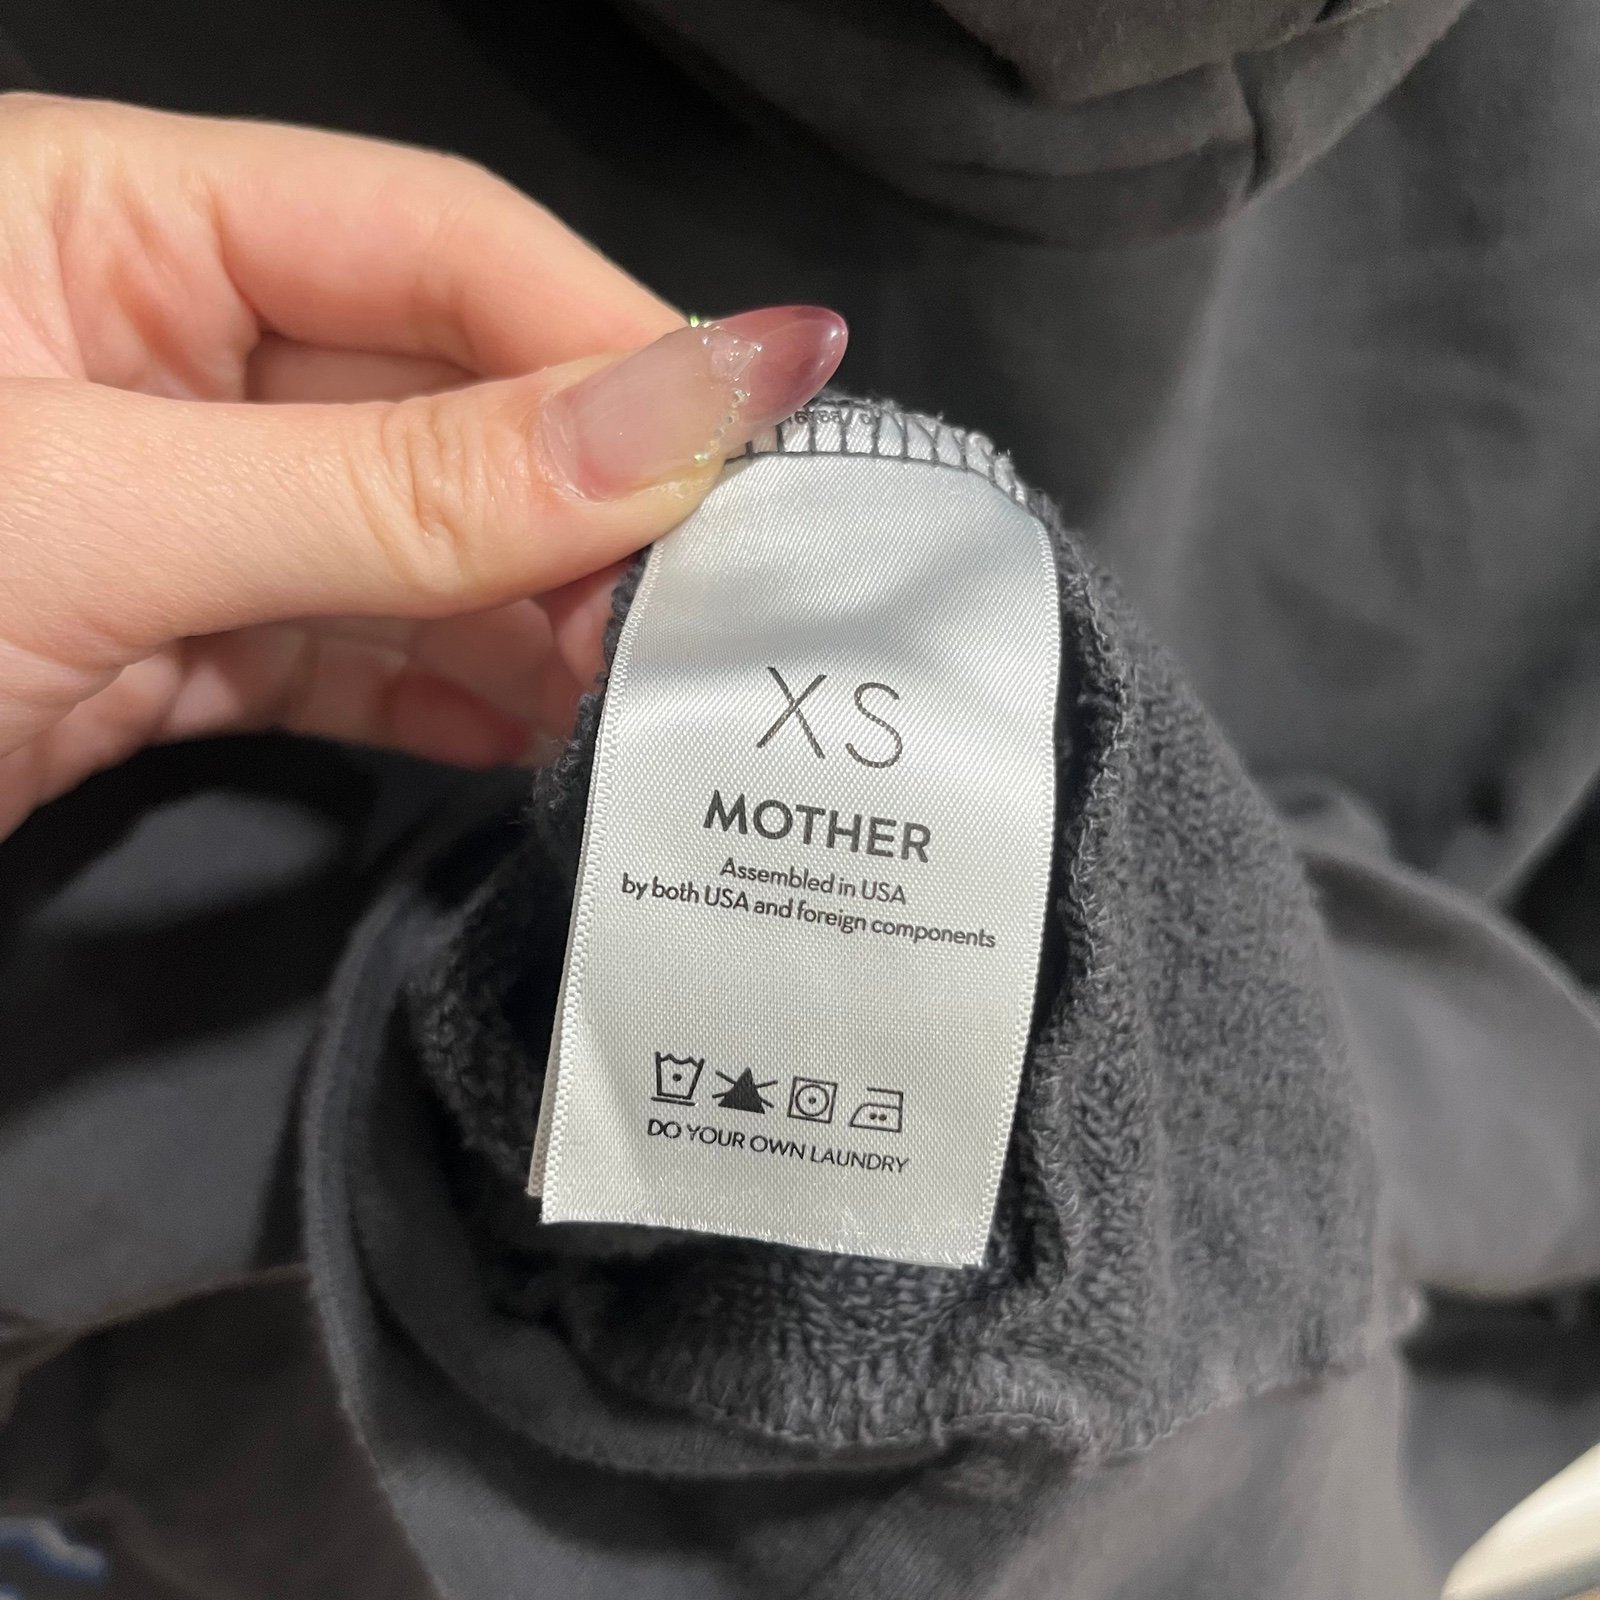 XS
MOTHER
Assembled in USA
by both USA and foreign components
DO YOUR OWN LAUNDRY